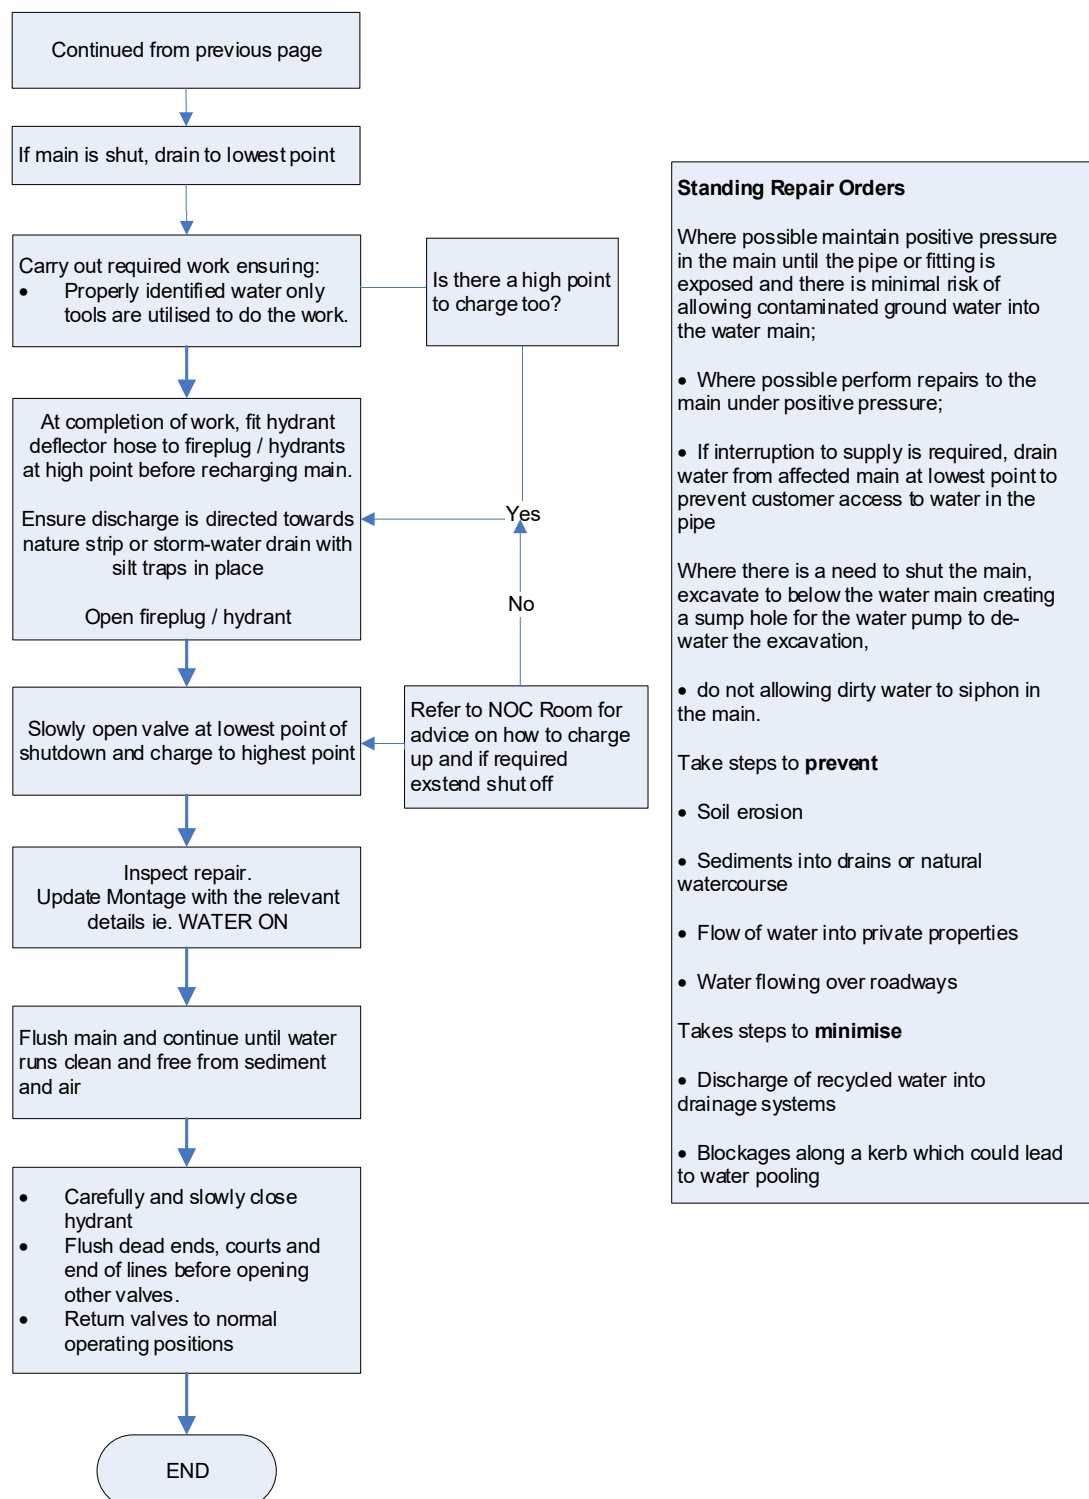 Continued from previous page
If main is shut, drain to lowest point
Carry out required work ensuring:
• Properly identified water only
tools are utilised to do the work.
Is there a high point
to charge too?
At completion of work, fit hydrant
deflector hose to fireplug / hydrants
at high point before recharging main.
Ensure discharge is directed towards
nature strip or storm-water drain with
silt traps in place
Open fireplug / hydrant
Yes
No
Slowly open valve at lowest point of
shutdown and charge to highest point
Refer to NOC Room for
advice on how to charge
up and if required
exstend shut off
Inspect repair.
Update Montage with the relevant
details ie. WATER ON
Flush main and continue until water
runs clean and free from sediment
and air
• Carefully and slowly close
hydrant
• Flush dead ends, courts and
end of lines before opening
other valves.
• Return valves to normal
operating positions
END
Standing Repair Orders
Where possible maintain positive pressure
in the main until the pipe or fitting is
exposed and there is minimal risk of
allowing contaminated ground water into
the water main;
• Where possible perform repairs to the
main under positive pressure;
• If interruption to supply is required, drain
water from affected main at lowest point to
prevent customer access to water in the
pipe
Where there is a need to shut the main,
excavate to below the water main creating
a sump hole for the water pump to de-
water the excavation,
• do not allowing dirty water to siphon in
the main.
Take steps to prevent
• Soil erosion
• Sediments into drains or natural
watercourse
• Flow of water into private properties
• Water flowing over roadways
Takes steps to minimise
• Discharge of recycled water into
drainage systems
• Blockages along a kerb which could lead
to water pooling